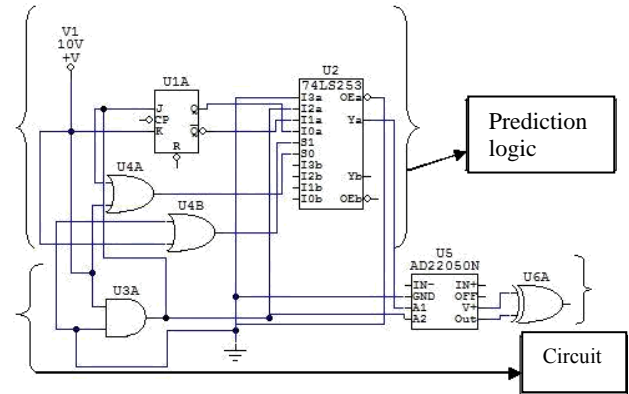 V1
10V
+V
U1A
J
Q
CP
K
Q
R
U2
74LS253
I3a
OEa
I2a
I1a
Ya
I0a
S1
S0
I3b
I2b
Yb
I1b
I0b
OEb
U4A
U4B
U3A
Prediction
logic
U5
AD22050N
IN-
IN+
GND
OFF
A1
V+
A2
Out
U6A
Circuit